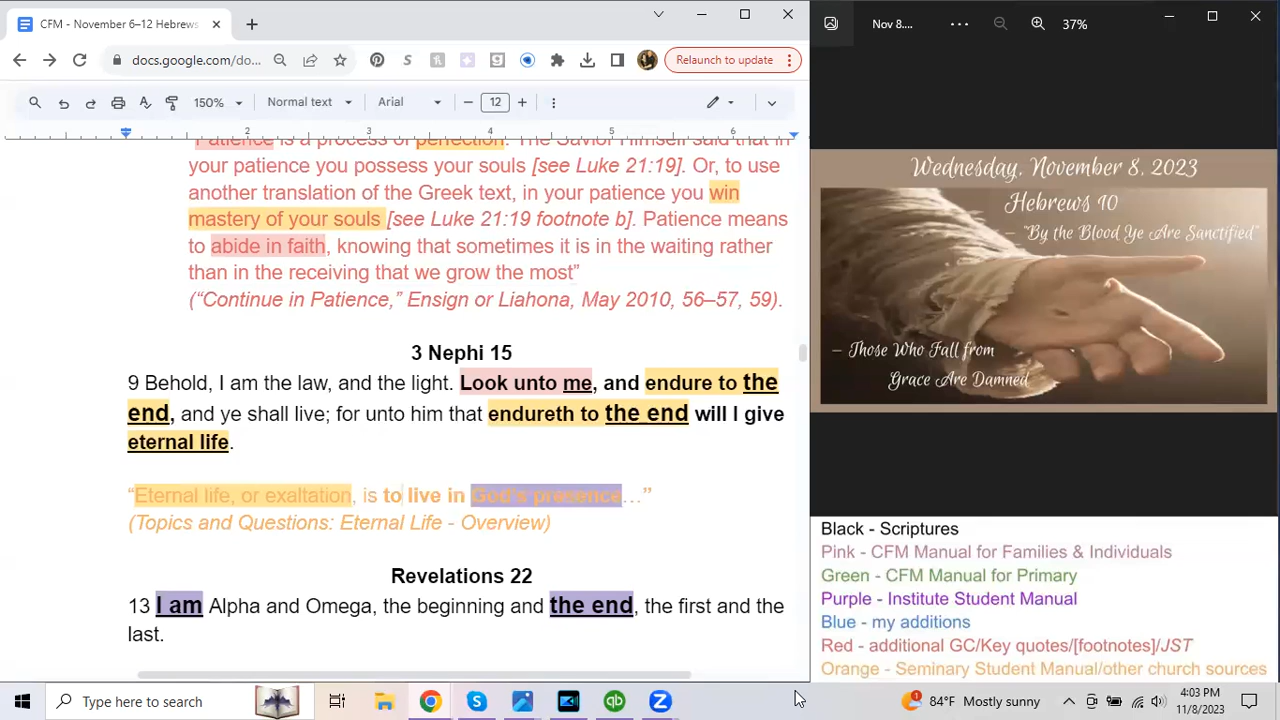 CFM – November 6–12 Hebrews
docs.google.com/do...
Relaunch to update
150%
Normal text
Arial
12
2 3 4 5 6
"Patience is a process of perfection. The Savior Himself said that in
your patience you possess your souls [see Luke 21:19]. Or, to use
another translation of the Greek text, in your patience you win
mastery of your souls [see Luke 21:19 footnote b]. Patience means
to abide in faith, knowing that sometimes it is in the waiting rather
than in the receiving that we grow the most”
(“Continue in Patience,” Ensign or Liahona, May 2010, 56–57, 59).
3 Nephi 15
9 Behold, I am the law, and the light. Look unto me, and endure to the
end, and ye shall live; for unto him that endureth to the end will I give
eternal life.
“Eternal life, or exaltation, is to live in God's presence…”
(Topics and Questions: Eternal Life - Overview)
Revelations 22
13 I am Alpha and Omega, the beginning and the end, the first and the
last.
Nov 8....
37%
Wednesday, November 8, 2023
Hebrews 10
– "By the Blood Ye Are Sanctified"
– Those Who Fall from
Grace Are Damned
Black - Scriptures
Pink - CFM Manual for Families & Individuals
Green - CFM Manual for Primary
Purple - Institute Student Manual
Blue - my additions
Red - additional GC/Key quotes/[footnotes]/JST
Orange - Seminary Student Manual/other church sources
Type here to search
84°F Mostly sunny
4:03 PM
11/8/2023